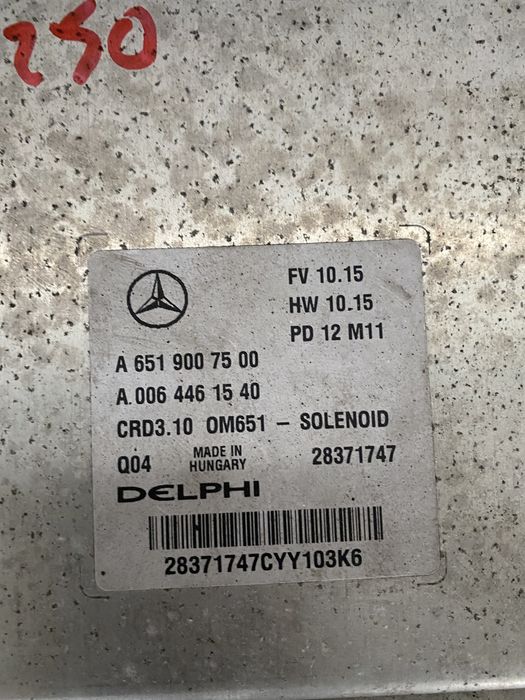 250
FV 10.15
HW 10.15
PD 12 M11
A 651 900 75 00
A 006 446 15 40
CRD3.10 OM651 – SOLENOID
Q04 MADE IN HUNGARY 28371747
DELPHI
28371747CYY103K6